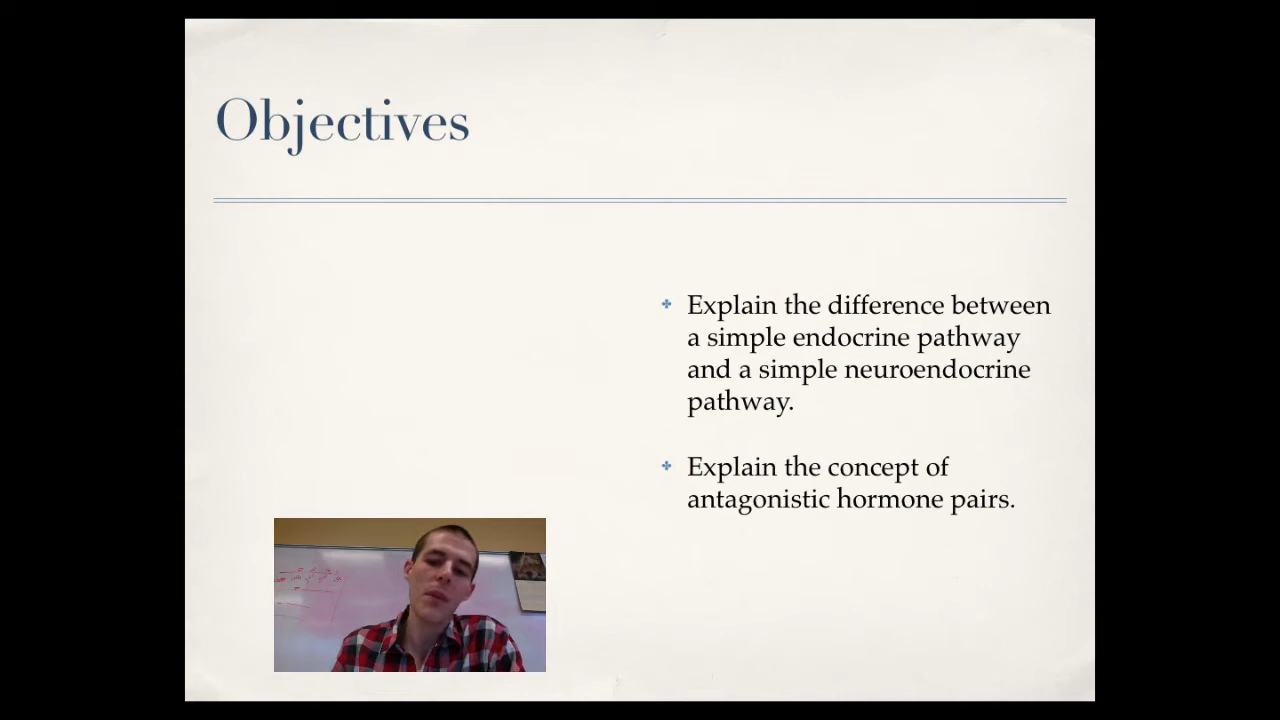 Objectives
Explain the difference between
a simple endocrine pathway
and a simple neuroendocrine
pathway.
Explain the concept of
antagonistic hormone pairs.